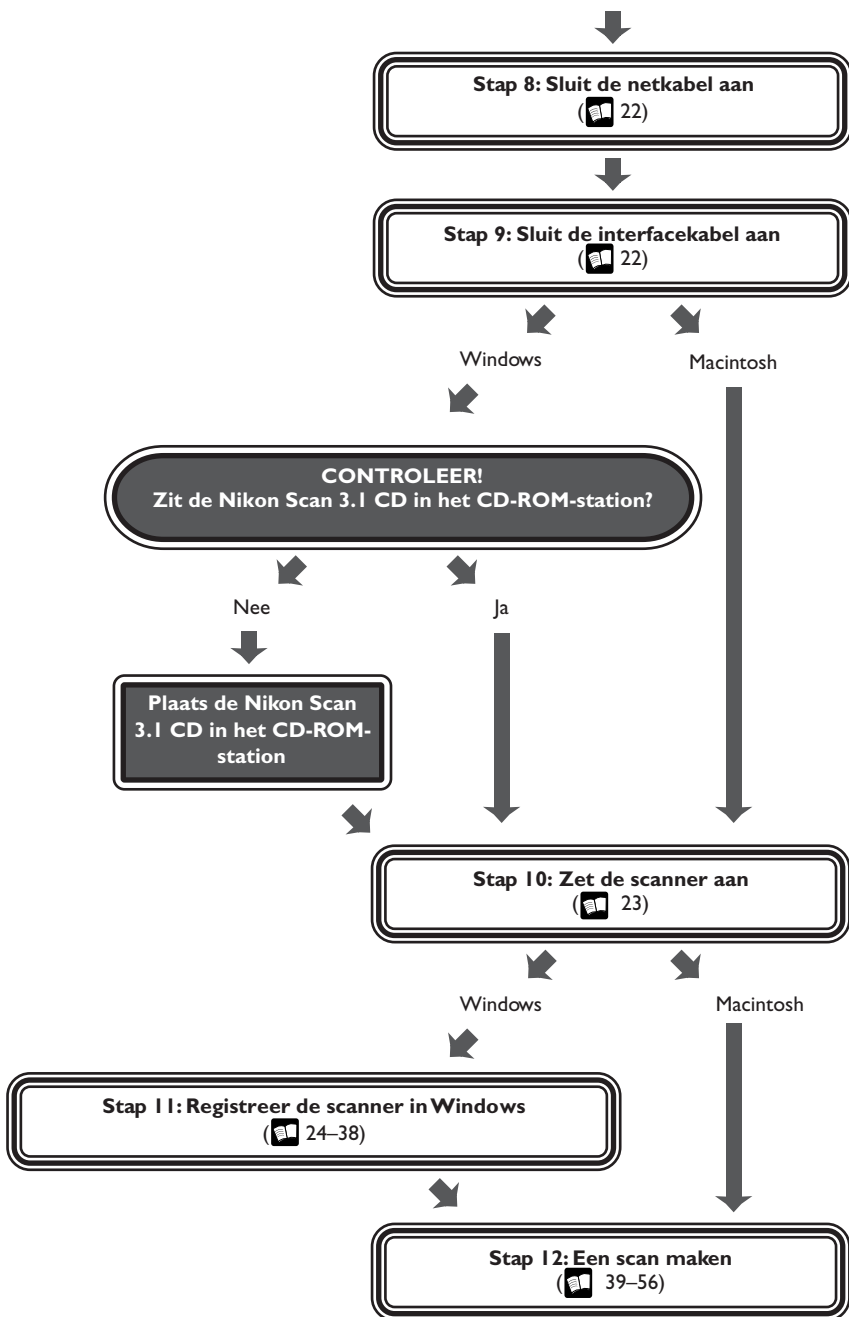 Stap 8: Sluit de netkabel aan
( 22)
Stap 9: Sluit de interfacekabel aan
( 22)
Windows
Macintosh
CONTROLEER!
Zit de Nikon Scan 3.1 CD in het CD-ROM-station?
Nee
Ja
Plaats de Nikon Scan
3.1 CD in het CD-ROM-
station
Stap 10: Zet de scanner aan
( 23)
Windows
Macintosh
Stap 11: Registreer de scanner in Windows
( 24–38)
Stap 12: Een scan maken
( 39–56)